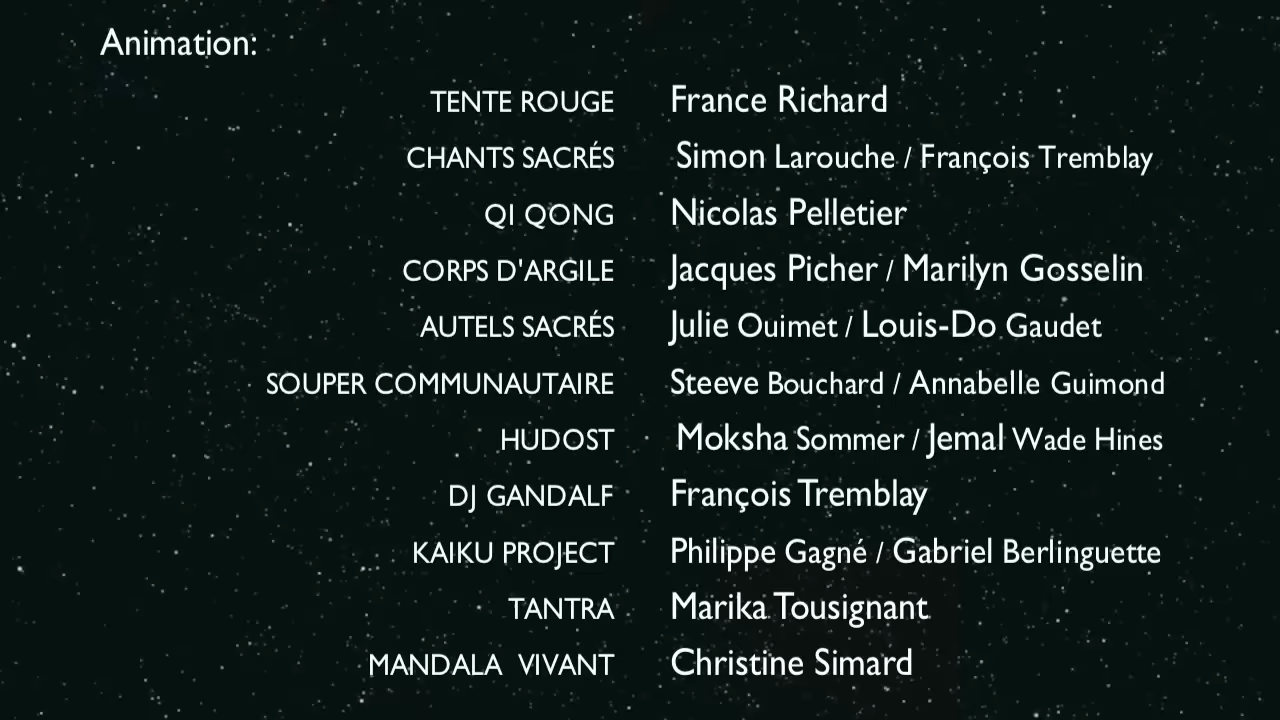 Animation:
TENTE ROUGE France Richard
CHANTS SACRÉS Simon Larouche / François Tremblay
QI QONG Nicolas Pelletier
CORPS D'ARGILE Jacques Picher / Marilyn Gosselin
AUTELS SACRÉS Julie Ouimet / Louis-Do Gaudet
SOUPER COMMUNAUTAIRE Steeve Bouchard / Annabelle Guimond
HUDOST Moksha Sommer / Jemal Wade Hines
DJ GANDALF François Tremblay
KAIKU PROJECT Philippe Gagné / Gabriel Berlinguette
TANTRA Marika Tousignant
MANDALA VIVANT Christine Simard